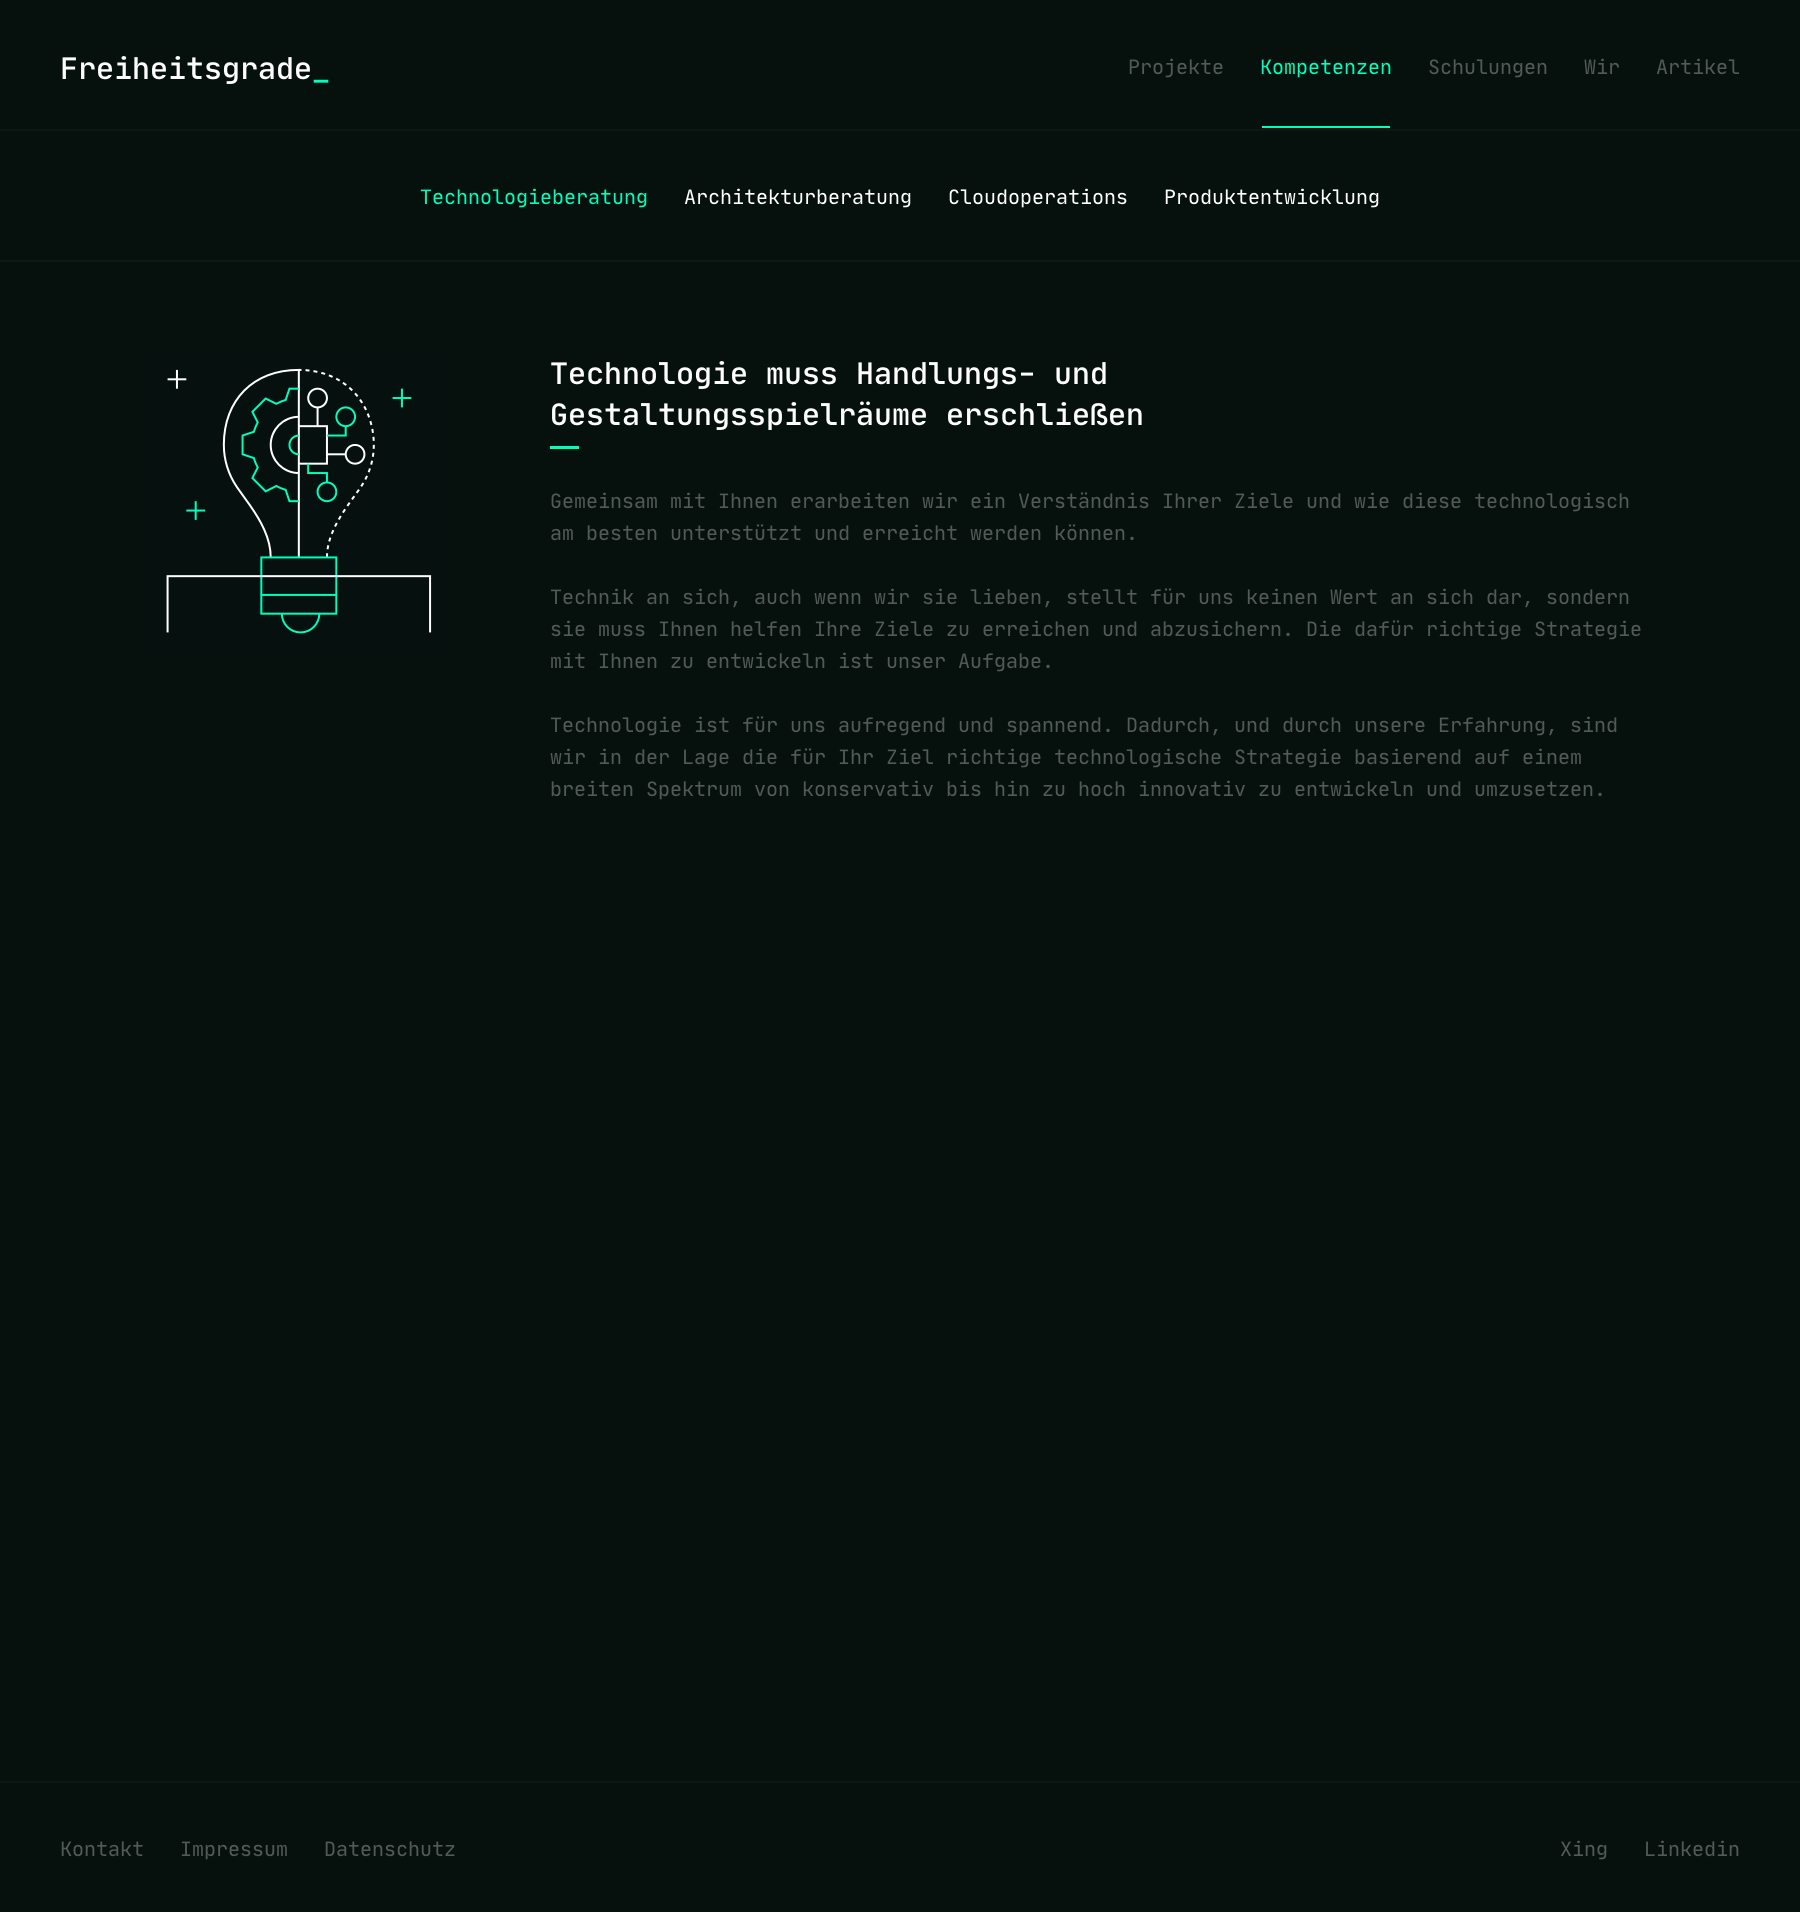 Freiheitsgrade_
Projekte Kompetenzen Schulungen Wir Artikel
Technologieberatung Architekturberatung Cloudoperations Produktentwicklung
Technologie muss Handlungs- und
Gestaltungsspielräume erschließen
Gemeinsam mit Ihnen erarbeiten wir ein Verständnis Ihrer Ziele und wie diese technologisch
am besten unterstützt und erreicht werden können.
Technik an sich, auch wenn wir sie lieben, stellt für uns keinen Wert an sich dar, sondern
sie muss Ihnen helfen Ihre Ziele zu erreichen und abzusichern. Die dafür richtige Strategie
mit Ihnen zu entwickeln ist unser Aufgabe.
Technologie ist für uns aufregend und spannend. Dadurch, und durch unsere Erfahrung, sind
wir in der Lage die für Ihr Ziel richtige technologische Strategie basierend auf einem
breiten Spektrum von konservativ bis hin zu hoch innovativ zu entwickeln und umzusetzen.
Kontakt Impressum Datenschutz
Xing Linkedin